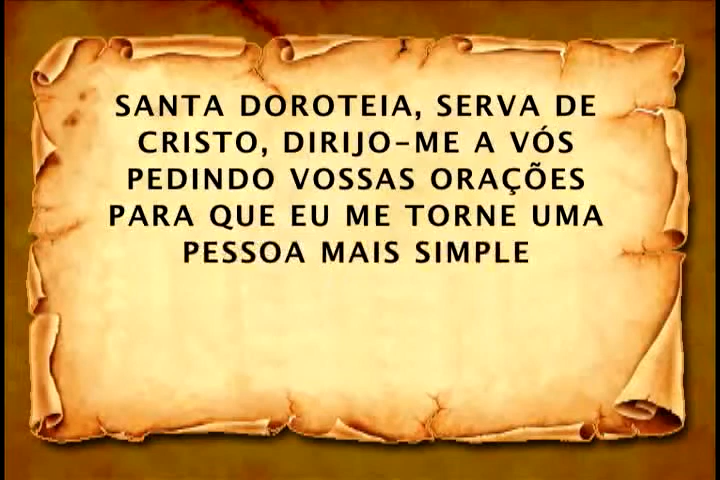 SANTA DOROTEIA, SERVA DE
CRISTO, DIRIJO-ME A VÓS
PEDINDO VOSSAS ORAÇÕES
PARA QUE EU ME TORNE UMA
PESSOA MAIS SIMPLE